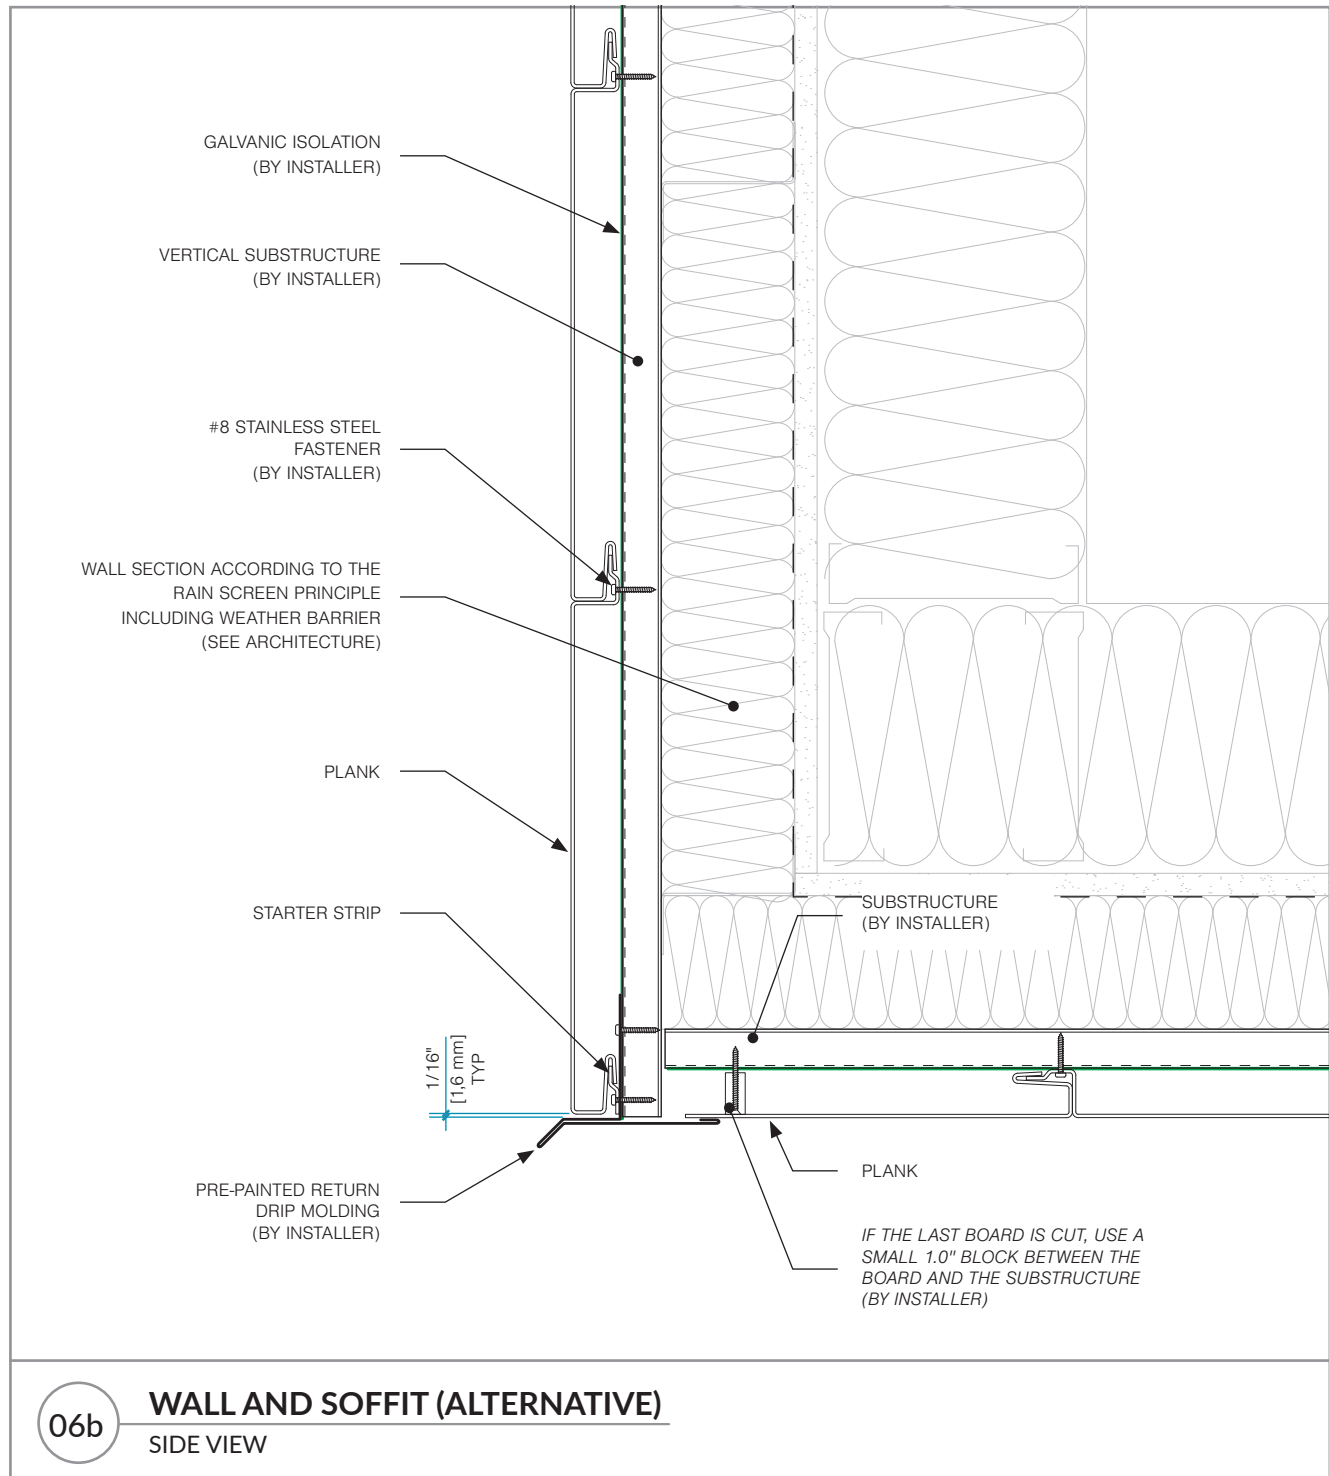 GALVANIC ISOLATION
(BY INSTALLER)
VERTICAL SUBSTRUCTURE
(BY INSTALLER)
#8 STAINLESS STEEL
FASTENER
(BY INSTALLER)
WALL SECTION ACCORDING TO THE
RAIN SCREEN PRINCIPLE
INCLUDING WEATHER BARRIER
(SEE ARCHITECTURE)
PLANK
STARTER STRIP
SUBSTRUCTURE
(BY INSTALLER)
1/16"
[1,6 mm]
TYP
PRE-PAINTED RETURN
DRIP MOLDING
(BY INSTALLER)
PLANK
IF THE LAST BOARD IS CUT, USE A
SMALL 1.0" BLOCK BETWEEN THE
BOARD AND THE SUBSTRUCTURE
(BY INSTALLER)
06b
WALL AND SOFFIT (ALTERNATIVE)
SIDE VIEW